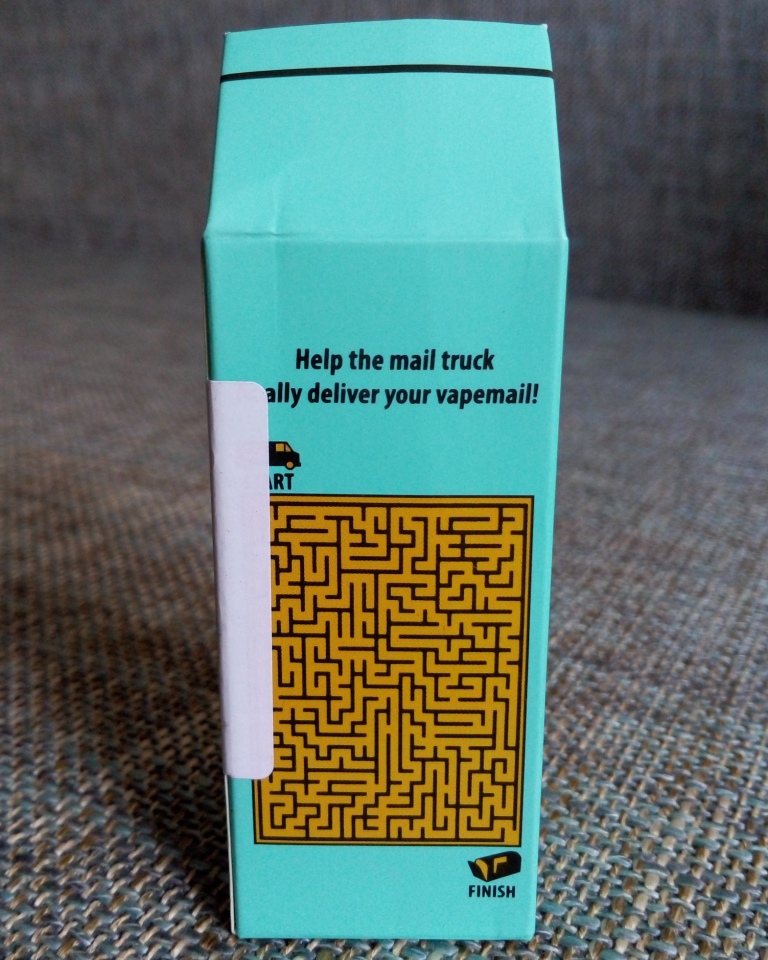 Help the mail truck
ally deliver your vapemail!
ART
FINISH